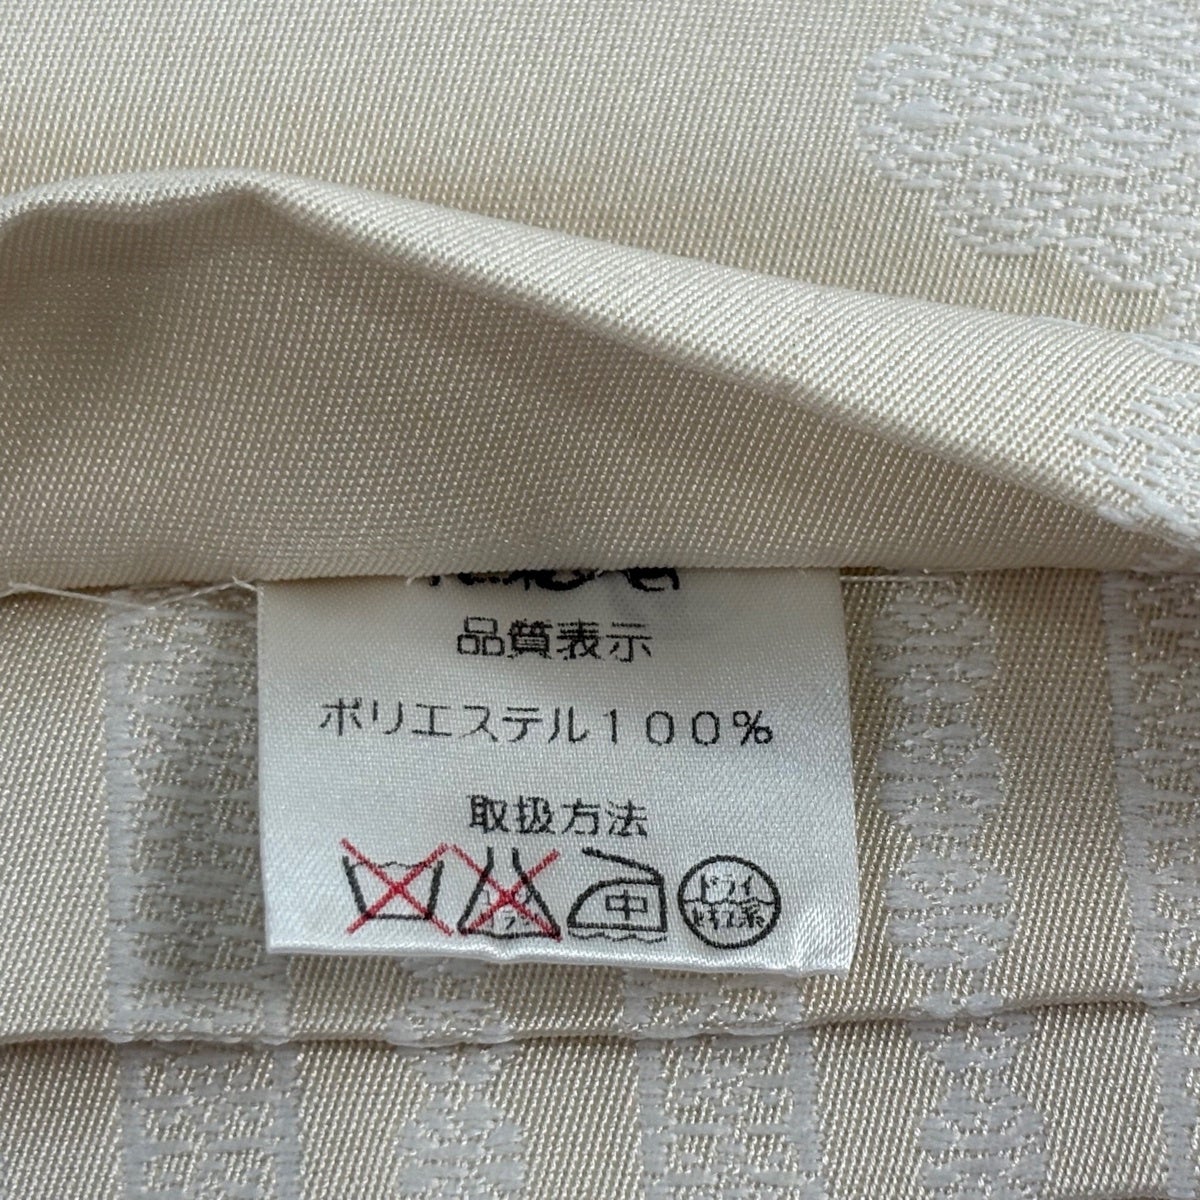 品質表示
ポリエステル100%
取扱方法
中
ドライ